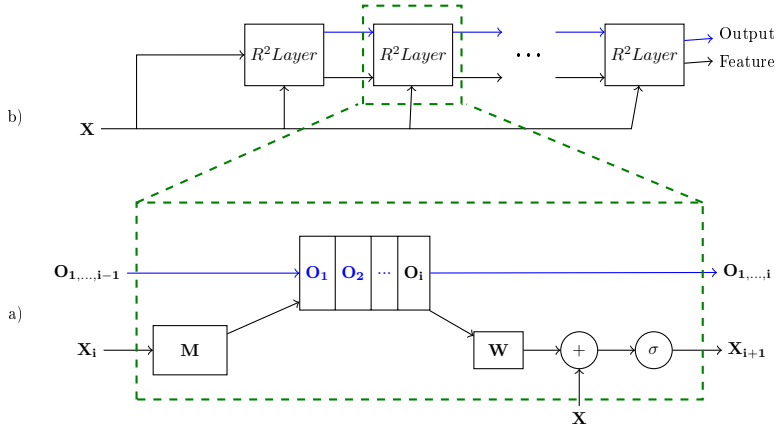 Output
R²Layer R²Layer ... R²Layer
Feature
b)
X
O₁,...,ᵢ₋₁ O₁ O₂ ... Oᵢ O₁,...,ᵢ
a)
Xᵢ M W + σ Xᵢ₊₁
X